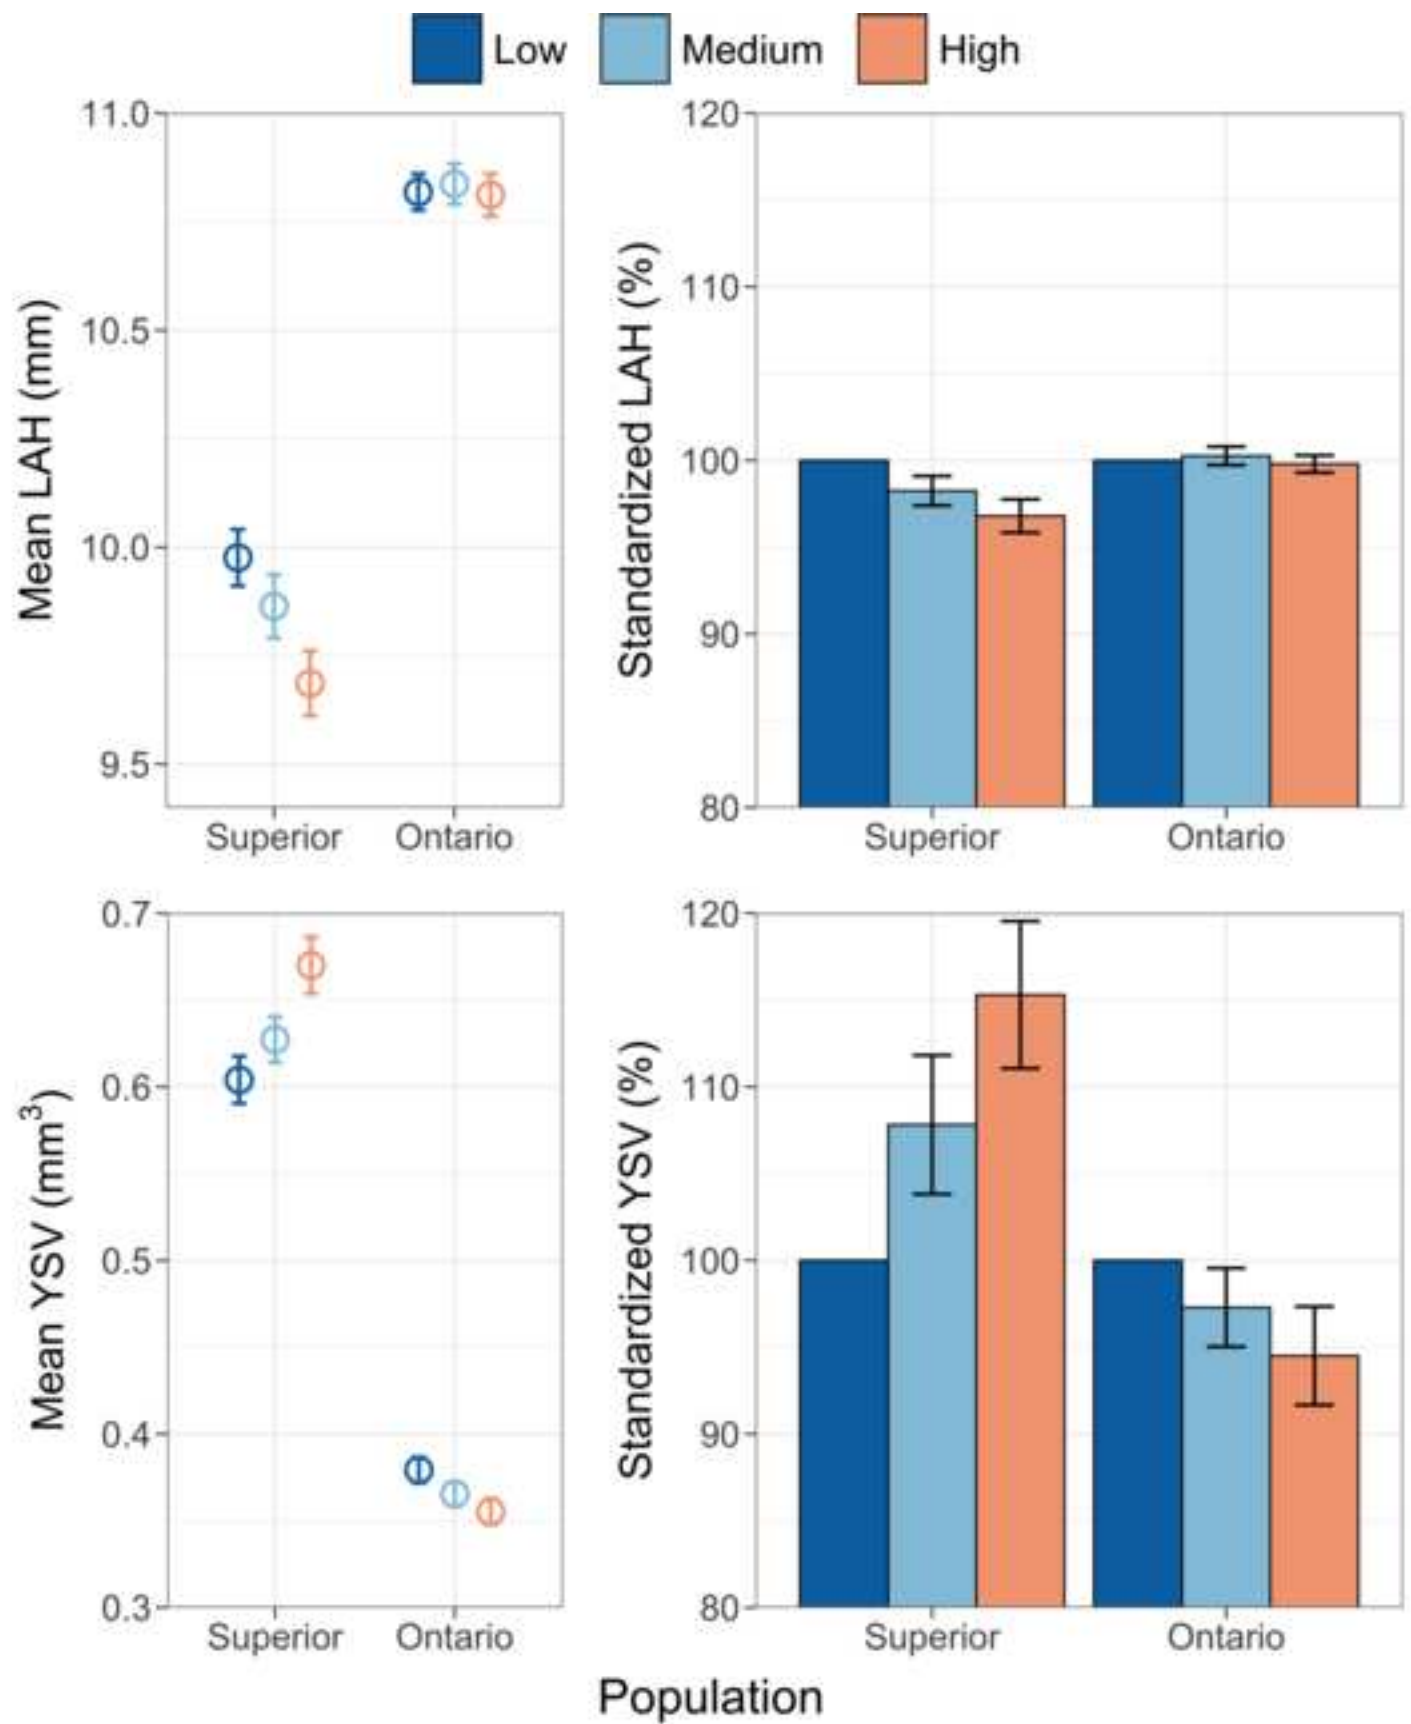 Low Medium High
Mean LAH (mm)
11.0
10.5
10.0
9.5
Superior Ontario
Standardized LAH (%)
120
110
100
90
80
Superior Ontario
Mean YSV (mm³)
0.7
0.6
0.5
0.4
0.3
Superior Ontario
Standardized YSV (%)
120
110
100
90
80
Superior Ontario
Population